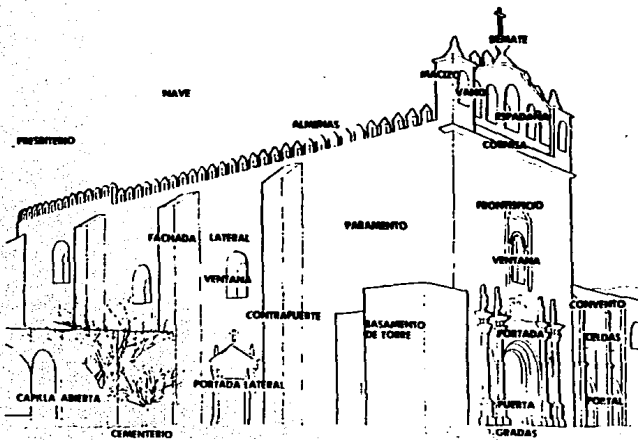 REMATE
MACIZO
VANO
NAVE
ESPADAÑA
ALMENAS
PRESBITERIO
CORNISA
FRONTISPICIO
PARAMENTO
FACHADA LATERAL
VENTANA
VENTANA
CONVENTO
CONTRAFUERTE
BASAMENTO
DE TORRE
PORTADA
CELDAS
PORTADA LATERAL
CAPILLA ABIERTA
PUERTA
PORTAL
CEMENTERIO
GRADAS